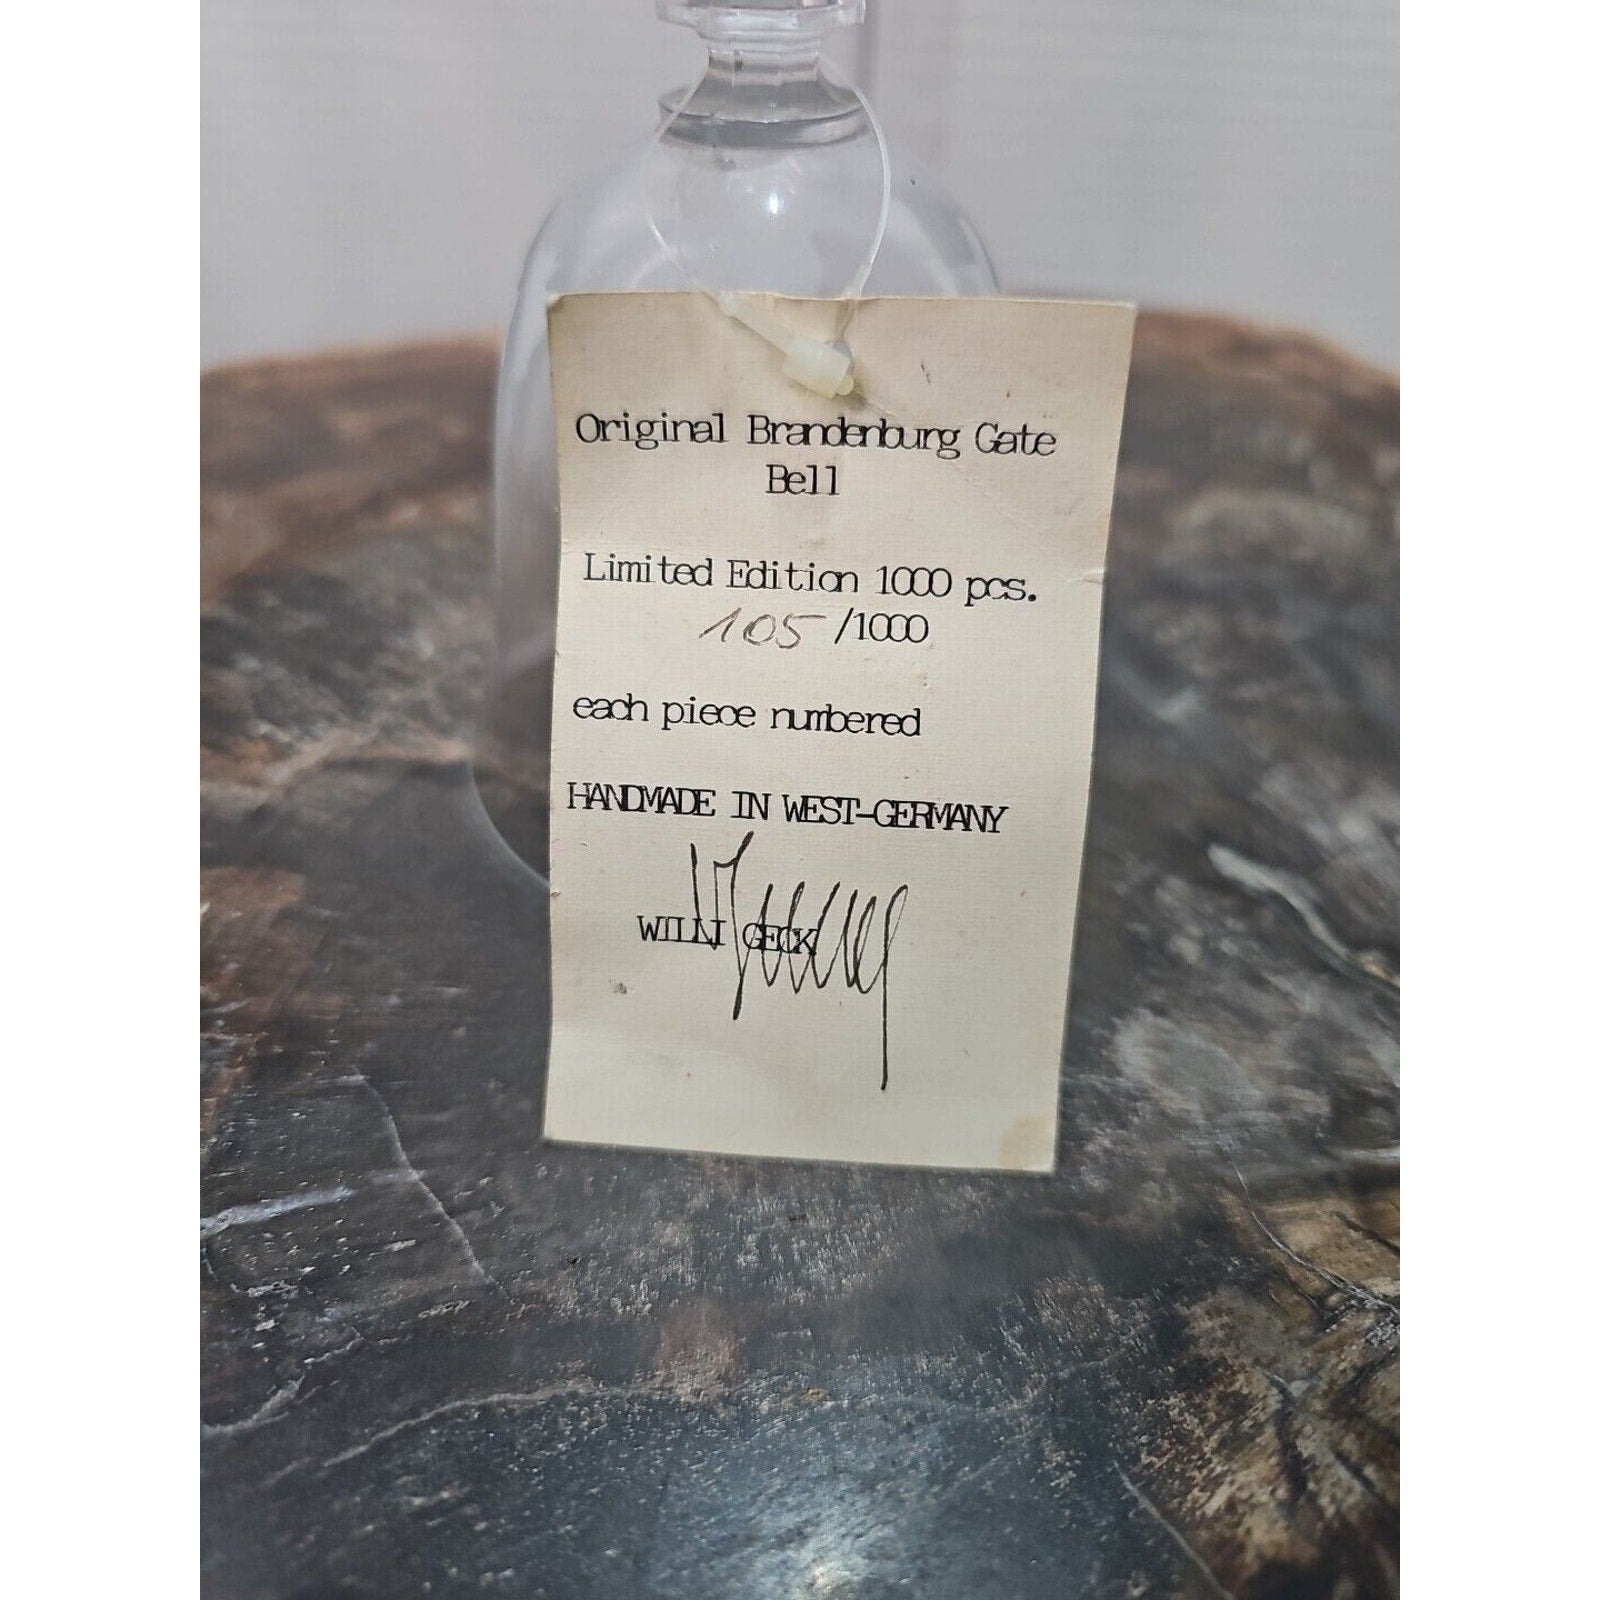 Original Brandenburg Gate
Bell
Limited Edition 1000 pcs.
105/1000
each piece numbered
HANDMADE IN WEST-GERMANY
WILLI GECK